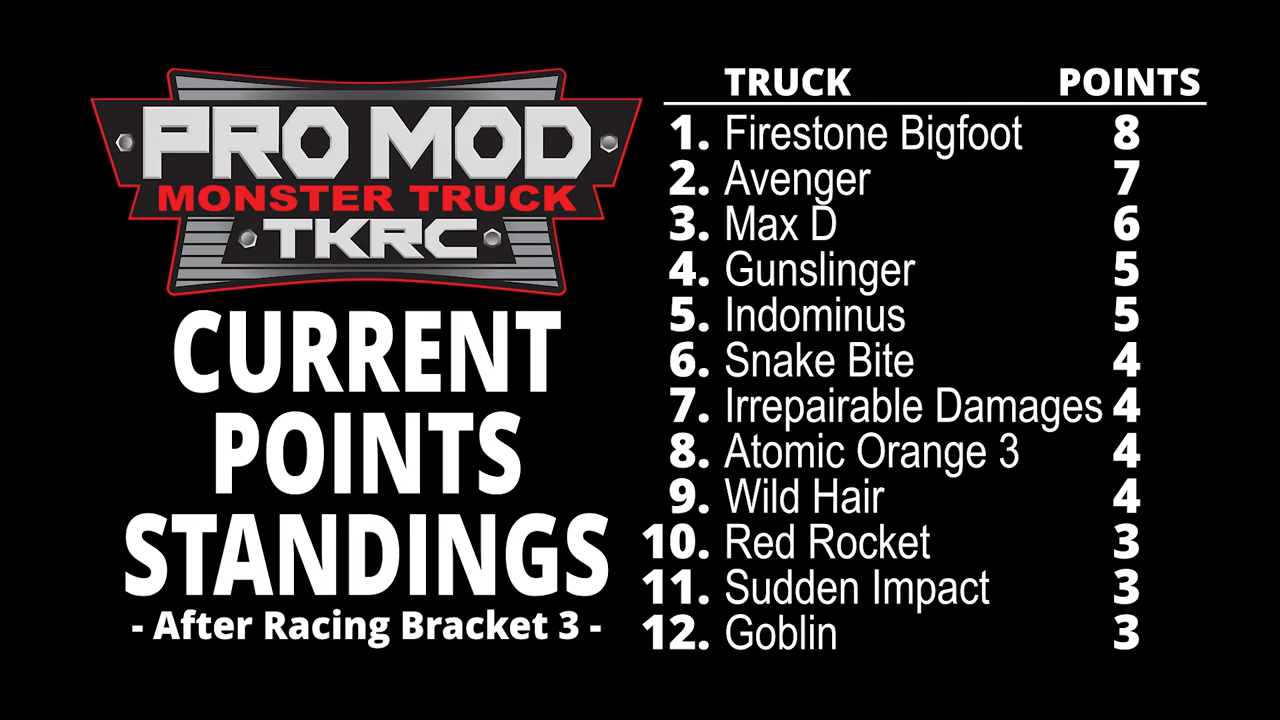 PRO MOD
MONSTER TRUCK
TKRC
CURRENT
POINTS
STANDINGS
- After Racing Bracket 3 -
TRUCK POINTS
1. Firestone Bigfoot 8
2. Avenger 7
3. Max D 6
4. Gunslinger 5
5. Indominus 5
6. Snake Bite 4
7. Irrepairable Damages 4
8. Atomic Orange 3 4
9. Wild Hair 4
10. Red Rocket 3
11. Sudden Impact 3
12. Goblin 3